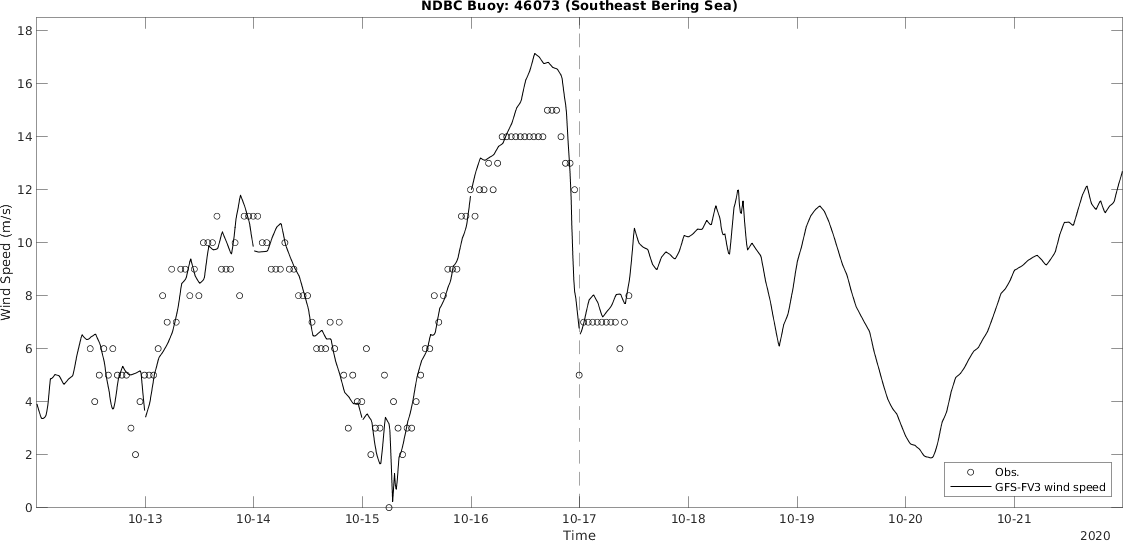 NDBC Buoy: 46073 (Southeast Bering Sea)
18
16
14
12
10
8
6
4
2
0
Wind Speed (m/s)
Obs.
GFS-FV3 wind speed
10-13 10-14 10-15 10-16 10-17 10-18 10-19 10-20 10-21
Time
2020